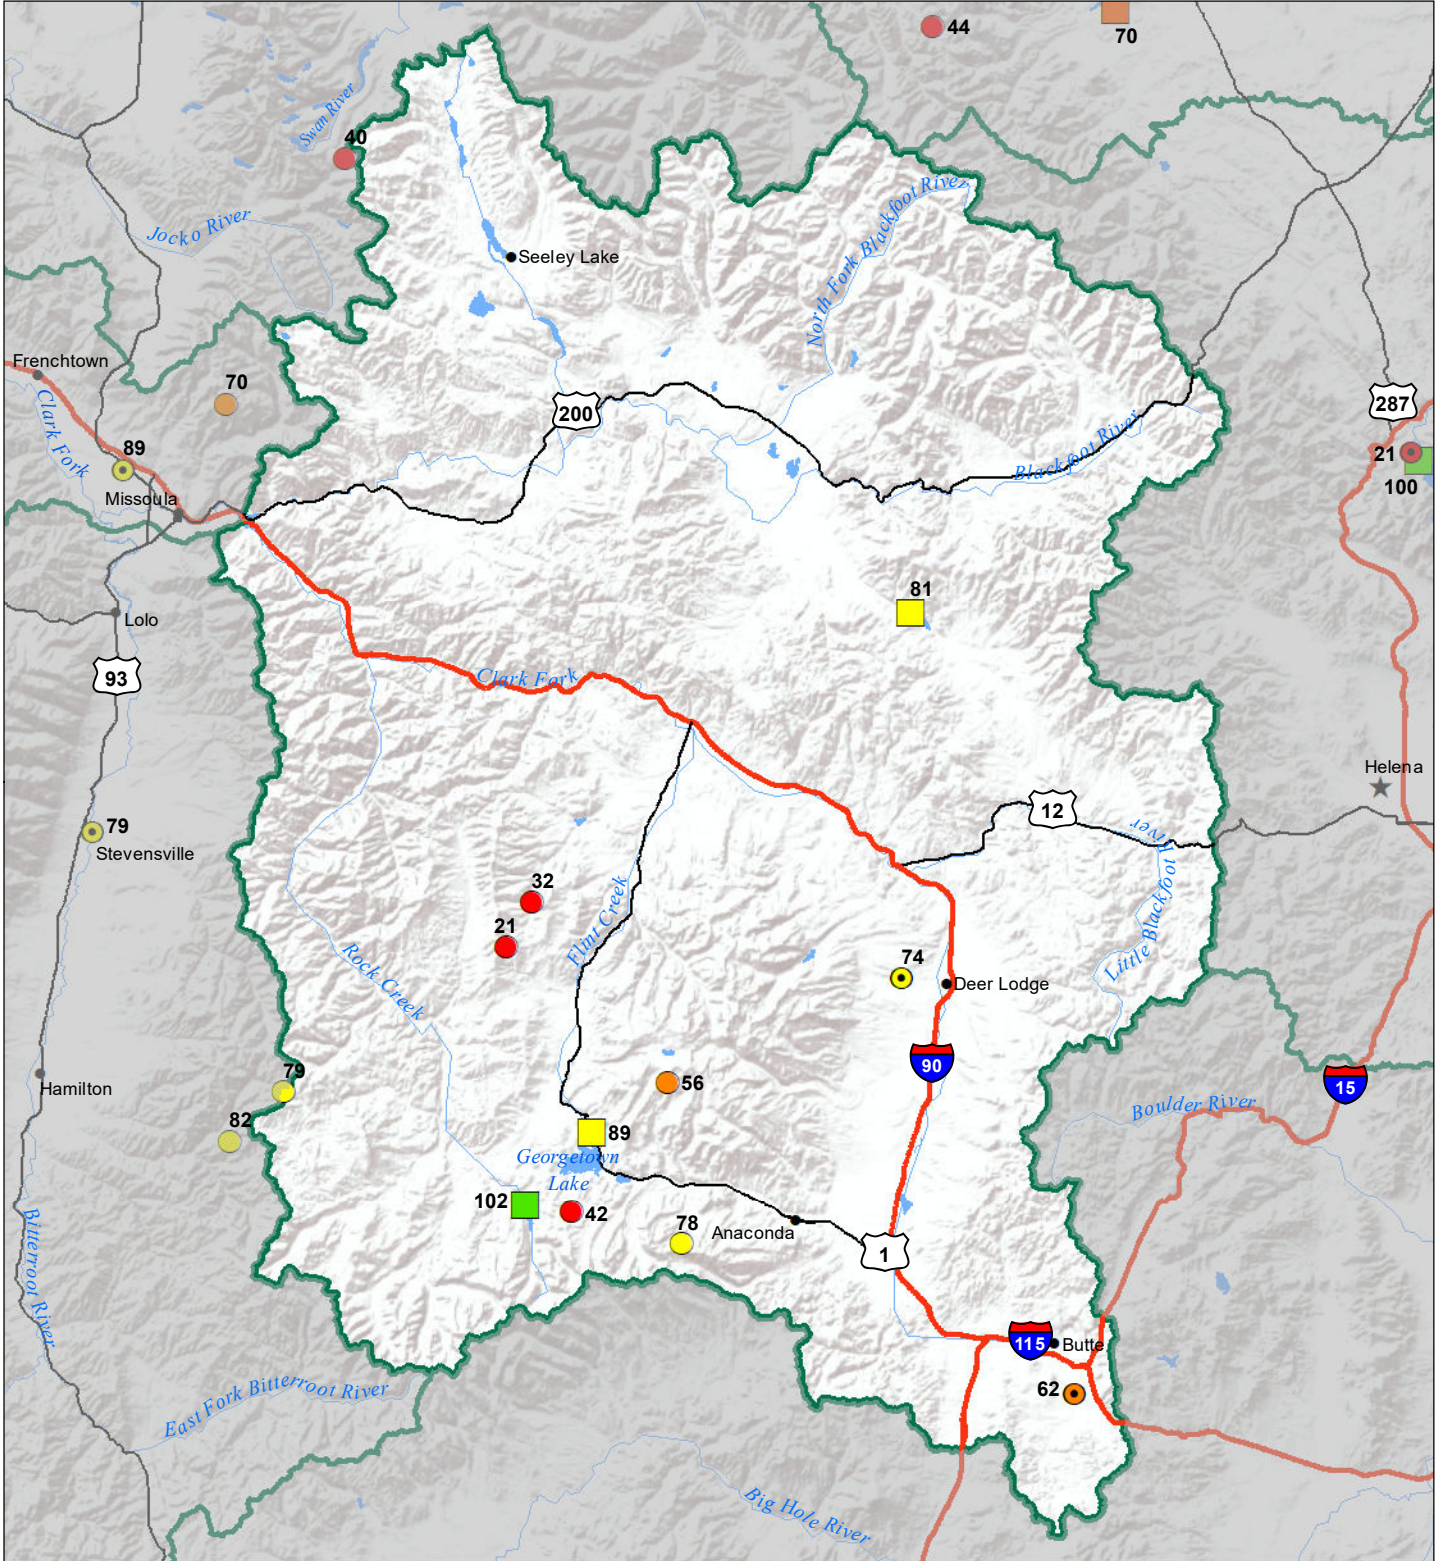 44
70
Swan River
40
Jocko River
North Fork Blackfoot River
Seeley Lake
Frenchtown
70
200
287
Clark Fork
89
Blackfoot River
21
100
Missoula
81
Lolo
93
Clark Fork
Helena
12
79
Stevensville
Little Blackfoot
River
32
21
Flint Creek
Rock Creek
74
Deer Lodge
90
79
56
15
Hamilton
Boulder River
82
89
Georgetown
Lake
102
42
78
Anaconda
1
Bitterroot River
115
Butte
62
East Fork Bitterroot River
Big Hole River